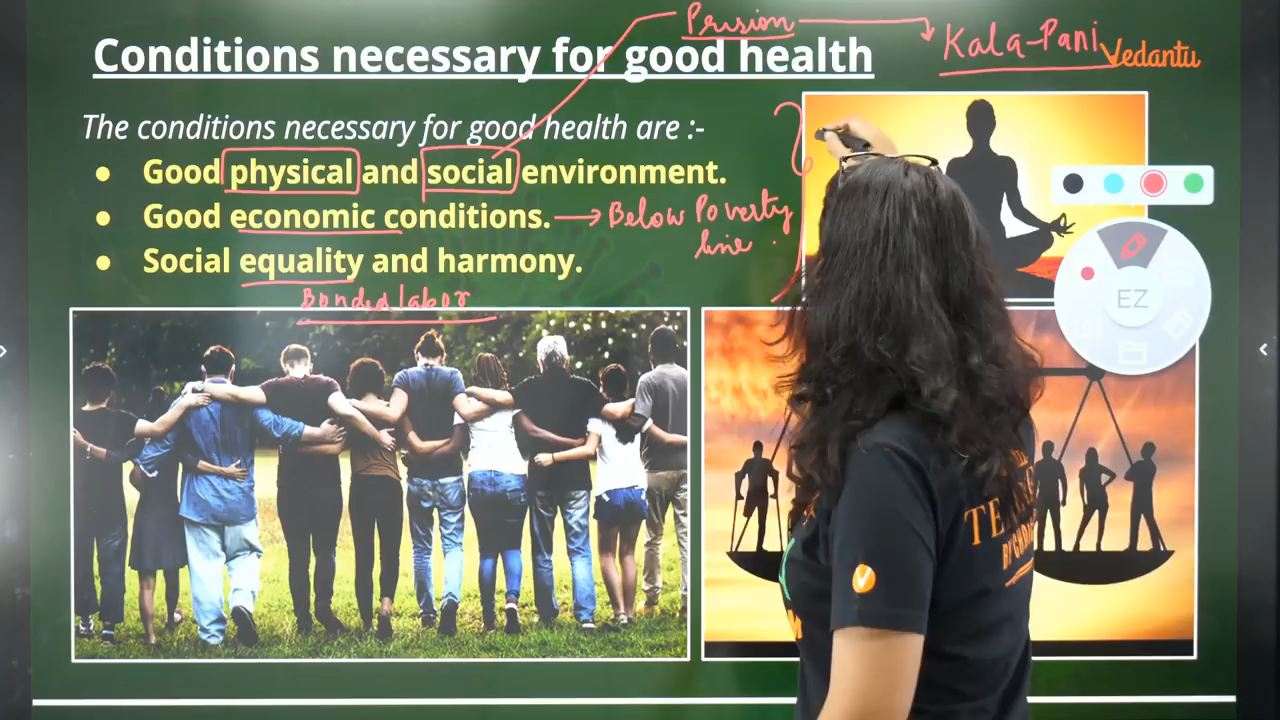 Prision → Kala-Pani
Vedantu
Conditions necessary for good health
The conditions necessary for good health are :-
● Good physical and social environment.
● Good economic conditions. → Below Poverty line.
● Social equality and harmony.
Bonded labor
EZ
V